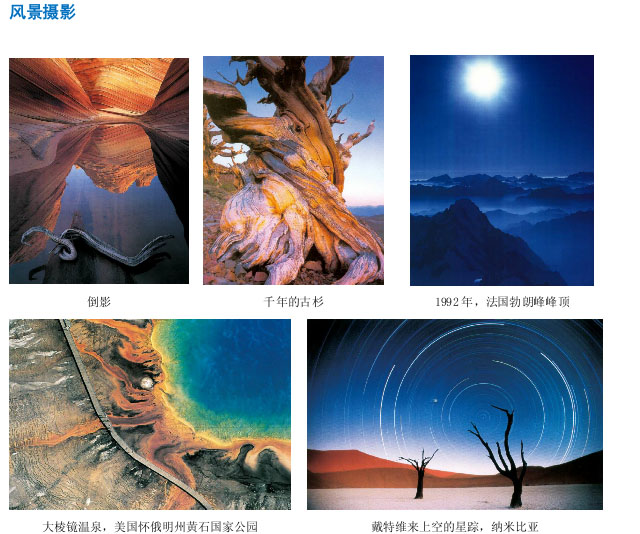 风景摄影
倒影
千年的古杉
1992年，法国勃朗峰峰顶
大棱镜温泉，美国怀俄明州黄石国家公园
戴特维来上空的星踪，纳米比亚